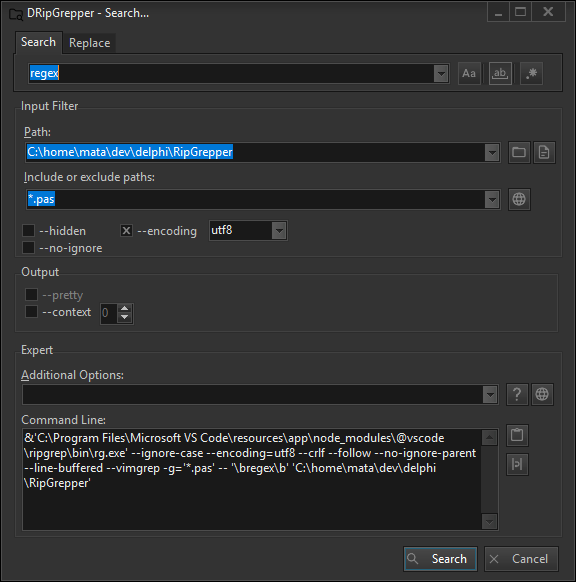 DRipGrepper - Search...
Search Replace
regex Aa ab .*
Input Filter
Path:
C:\home\mata\dev\delphi\RipGrepper
Include or exclude paths:
*.pas
--hidden --encoding utf8
--no-ignore
Output
--pretty
--context 0
Expert
Additional Options:
?
Command Line:
&'C:\Program Files\Microsoft VS Code\resources\app\node_modules\@vscode
\ripgrep\bin\rg.exe' --ignore-case --encoding=utf8 --crlf --follow --no-ignore-parent
--line-buffered --vimgrep -g='*.pas' -- '\bregex\b' 'C:\home\mata\dev\delphi
\RipGrepper'
Search Cancel